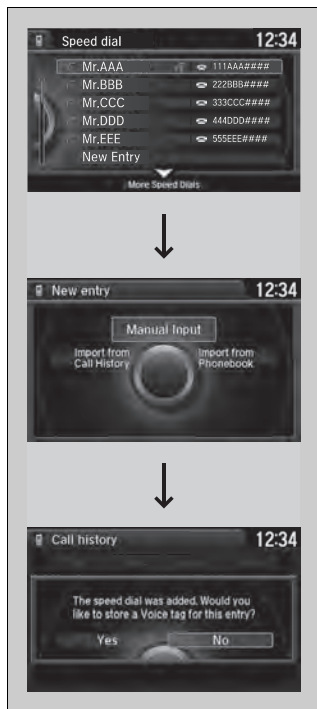 Speed dial 12:34
Mr.AAA 111AAA####
Mr.BBB 222BBB####
Mr.CCC 333CCC####
Mr.DDD 444DDD####
Mr.EEE 555EEE####
New Entry
More Speed Dials
New entry 12:34
Manual Input
Import from Call History
Import from Phonebook
Call history 12:34
The speed dial was added. Would you
like to store a Voice tag for this entry?
Yes No